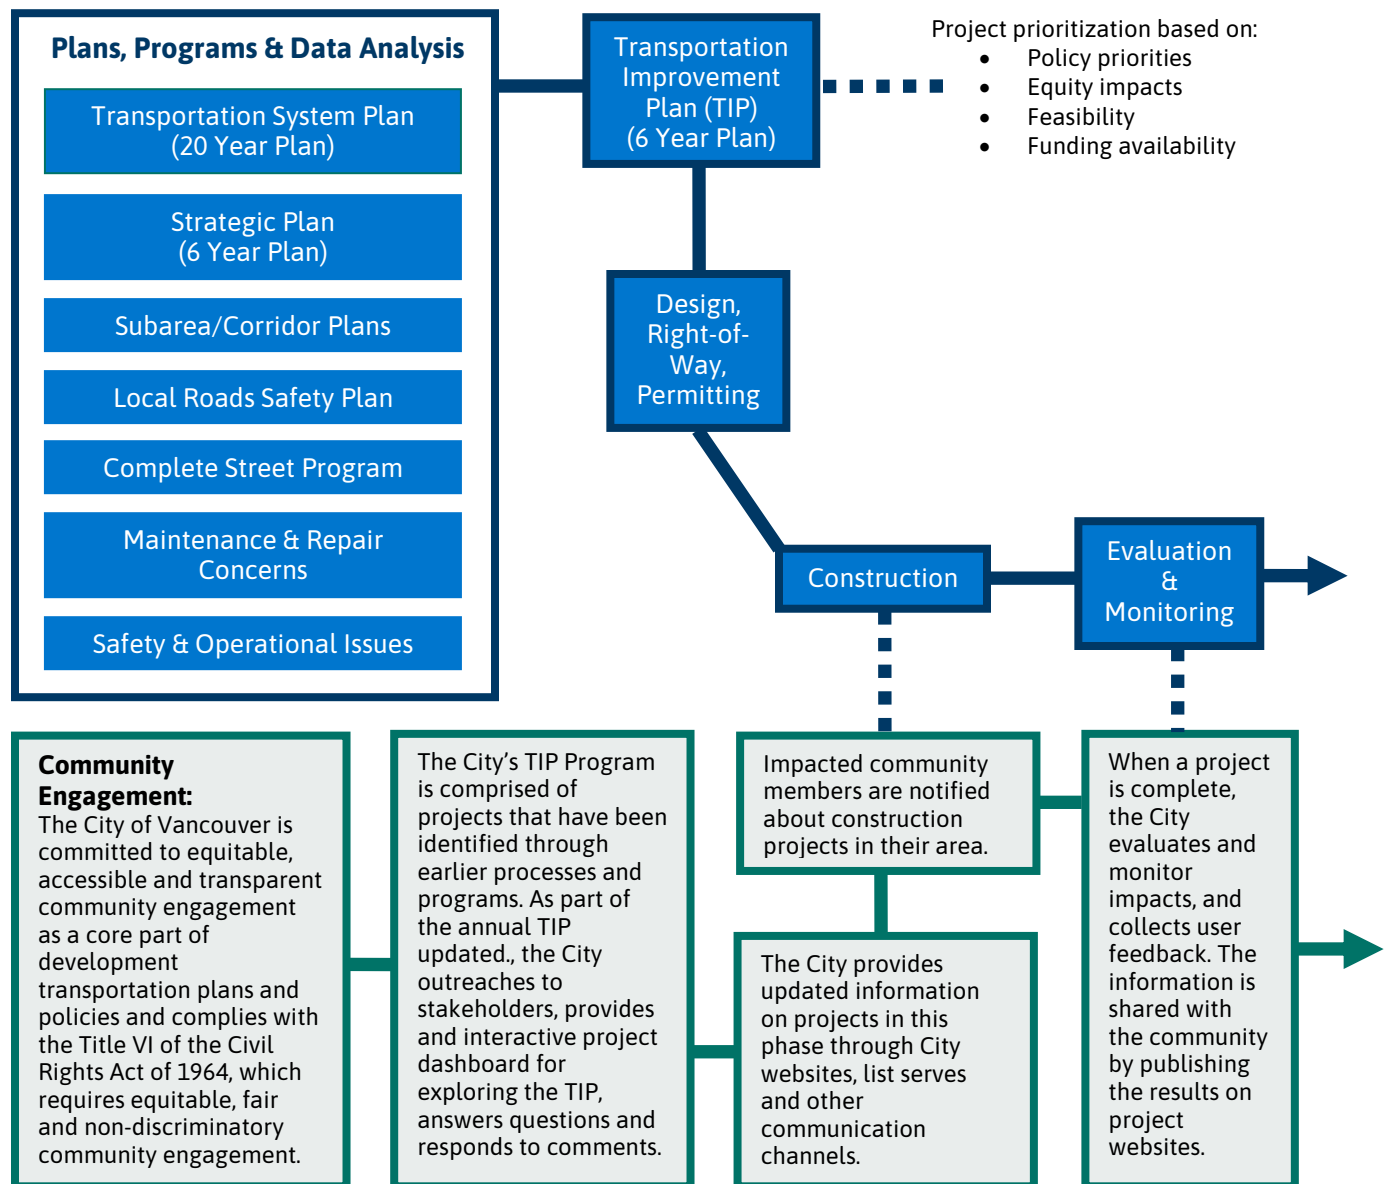 Plans, Programs & Data Analysis
Transportation System Plan
(20 Year Plan)
Strategic Plan
(6 Year Plan)
Subarea/Corridor Plans
Local Roads Safety Plan
Complete Street Program
Maintenance & Repair
Concerns
Safety & Operational Issues
Transportation
Improvement
Plan (TIP)
(6 Year Plan)
Project prioritization based on:
• Policy priorities
• Equity impacts
• Feasibility
• Funding availability
Design,
Right-of-
Way,
Permitting
Construction
Evaluation
&
Monitoring
Community
Engagement:
The City of Vancouver is
committed to equitable,
accessible and transparent
community engagement
as a core part of
development
transportation plans and
policies and complies with
the Title VI of the Civil
Rights Act of 1964, which
requires equitable, fair
and non-discriminatory
community engagement.
The City’s TIP Program
is comprised of
projects that have been
identified through
earlier processes and
programs. As part of
the annual TIP
updated., the City
outreaches to
stakeholders, provides
and interactive project
dashboard for
exploring the TIP,
answers questions and
responds to comments.
Impacted community
members are notified
about construction
projects in their area.
The City provides
updated information
on projects in this
phase through City
websites, list serves
and other
communication
channels.
When a project
is complete,
the City
evaluates and
monitor
impacts, and
collects user
feedback. The
information is
shared with
the community
by publishing
the results on
project
websites.